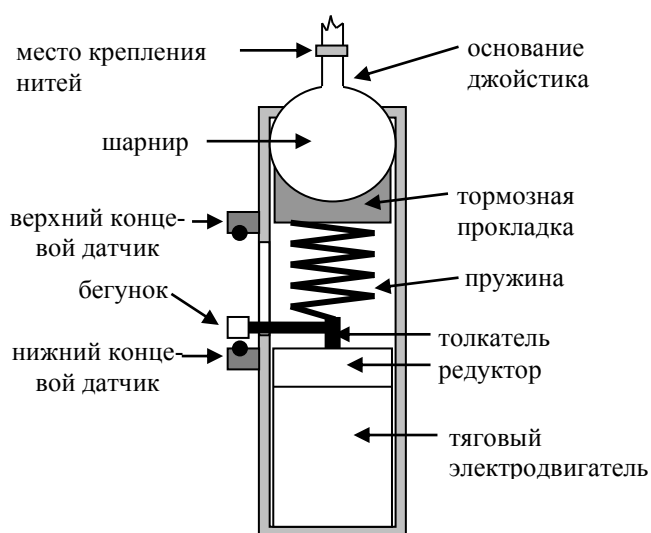 место крепления
нитей
основание
джойстика
шарнир
тормозная
прокладка
верхний конце-
вой датчик
пружина
бегунок
толкатель
нижний конце-
вой датчик
редуктор
тяговый
электродвигатель